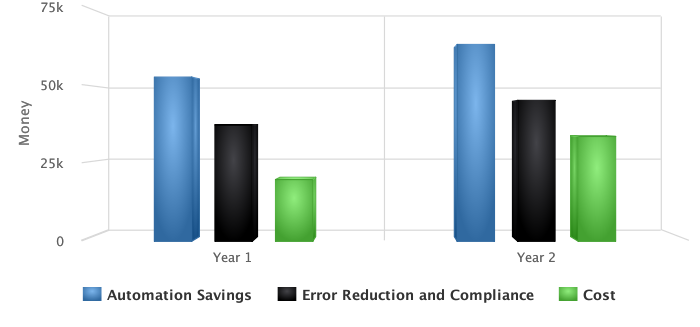 75k
50k
25k
0
Money
Year 1
Year 2
Automation Savings
Error Reduction and Compliance
Cost